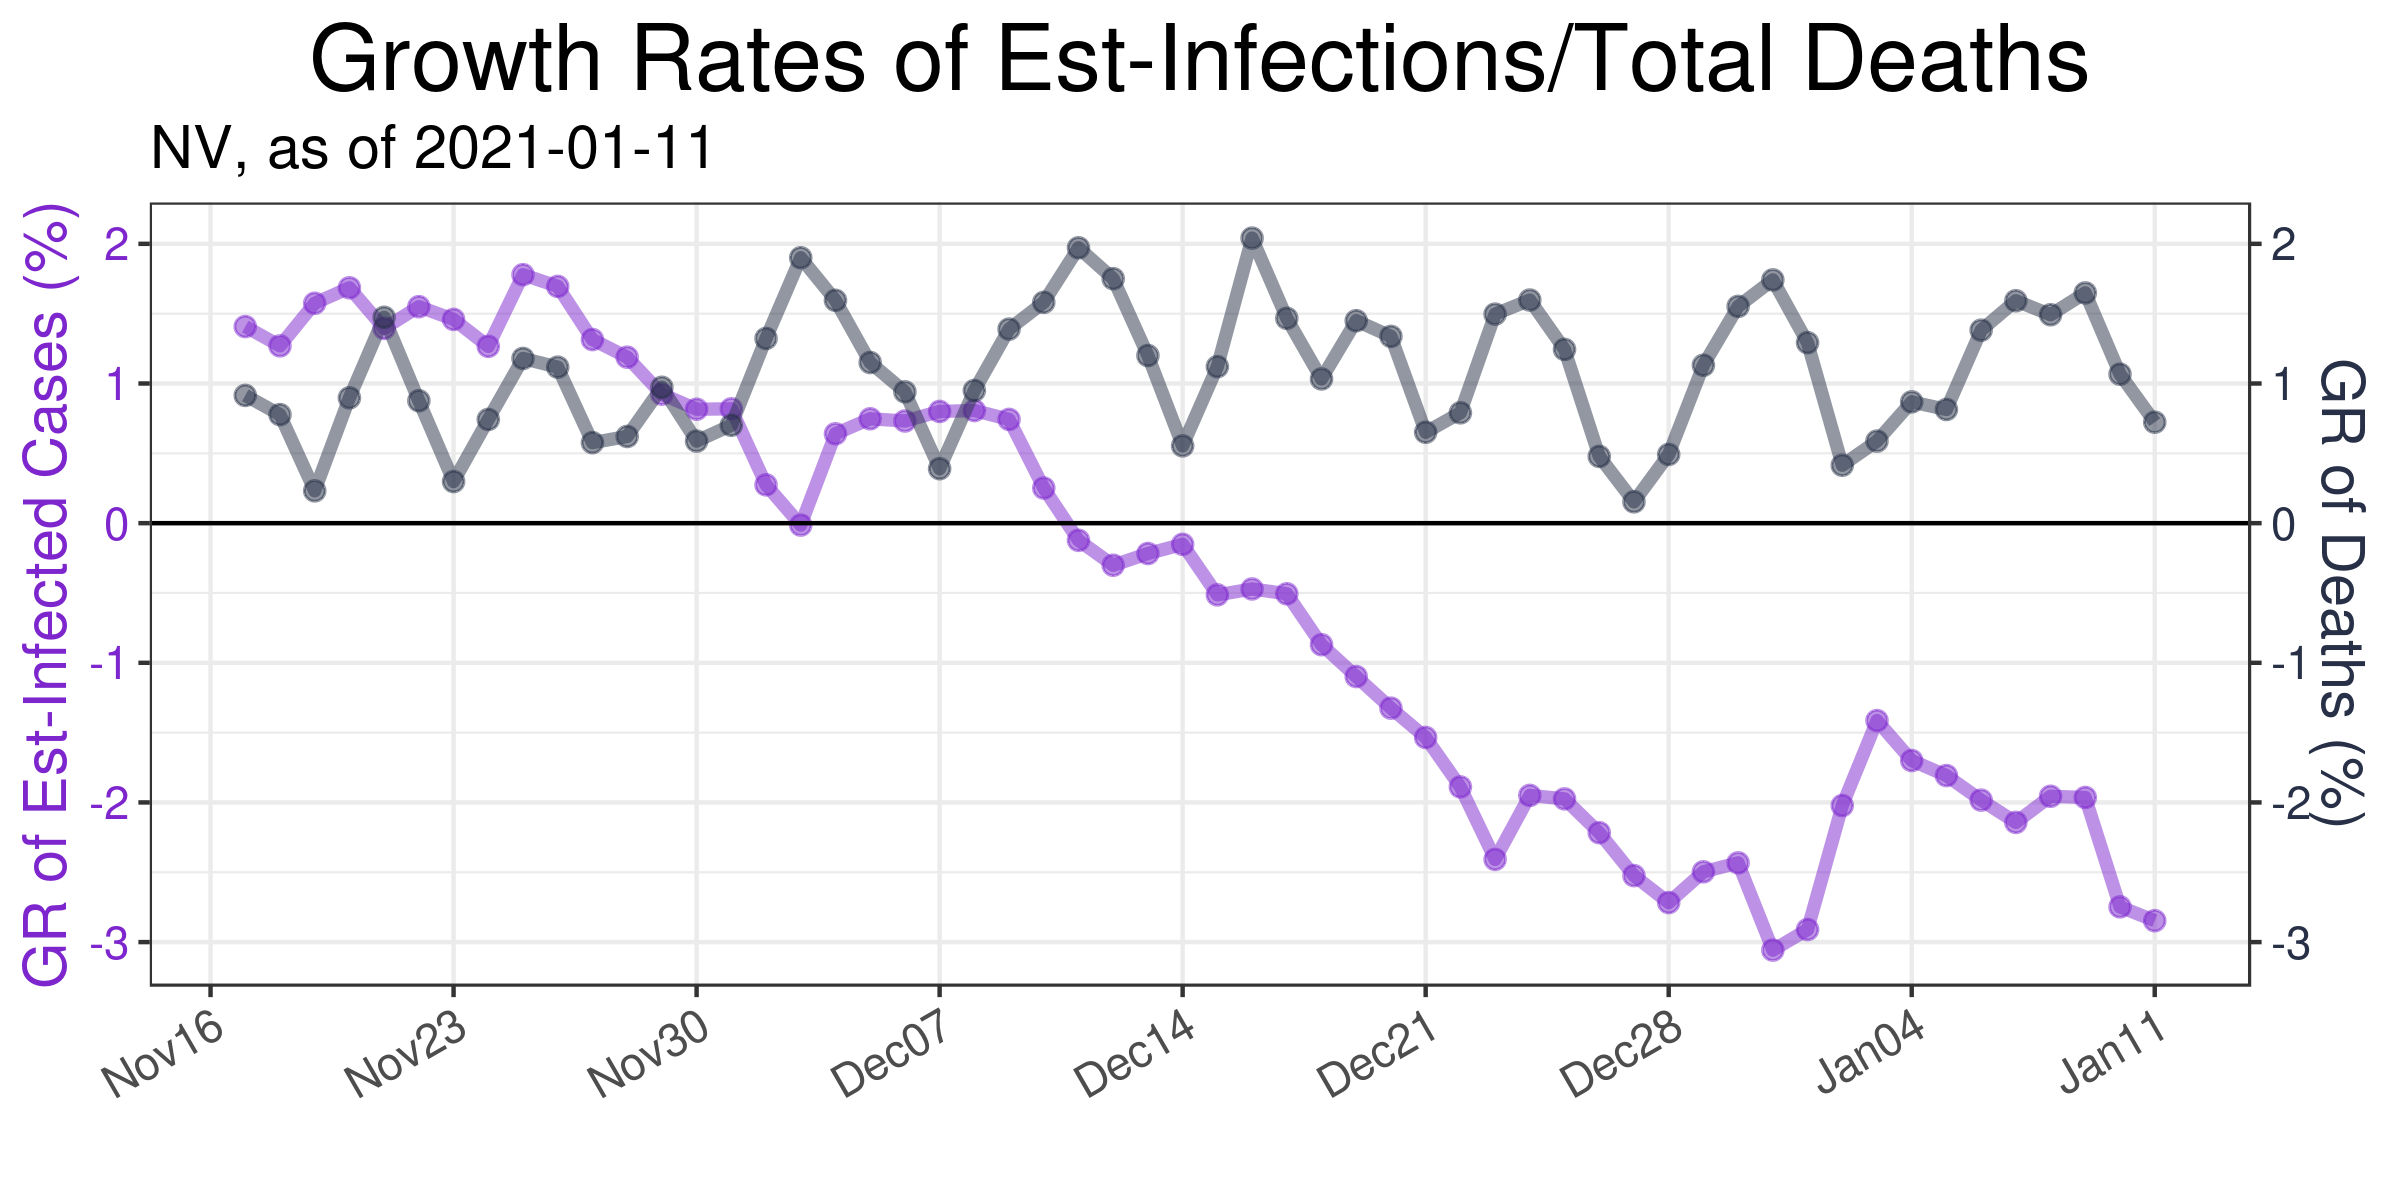 Growth Rates of Est-Infections/Total Deaths
NV, as of 2021-01-11
GR of Est-Infected Cases (%)
2
1
0
-1
-2
-3
2
1
0
-1
-2
-3
GR of Deaths (%)
Nov16
Nov23
Nov30
Dec07
Dec14
Dec21
Dec28
Jan04
Jan11